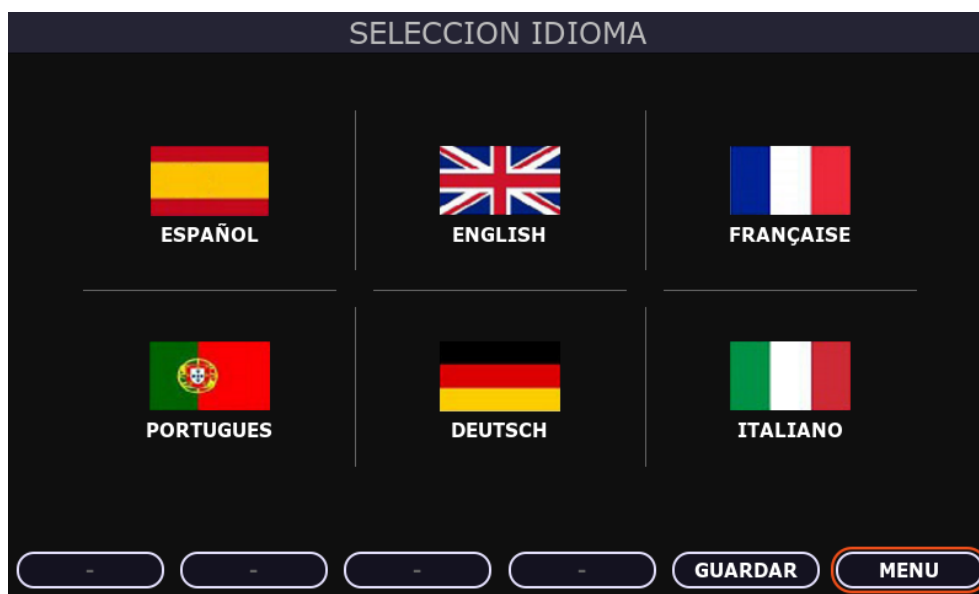 SELECCION IDIOMA
ESPAÑOL ENGLISH FRANÇAISE
PORTUGUES DEUTSCH ITALIANO
- - - - GUARDAR MENU